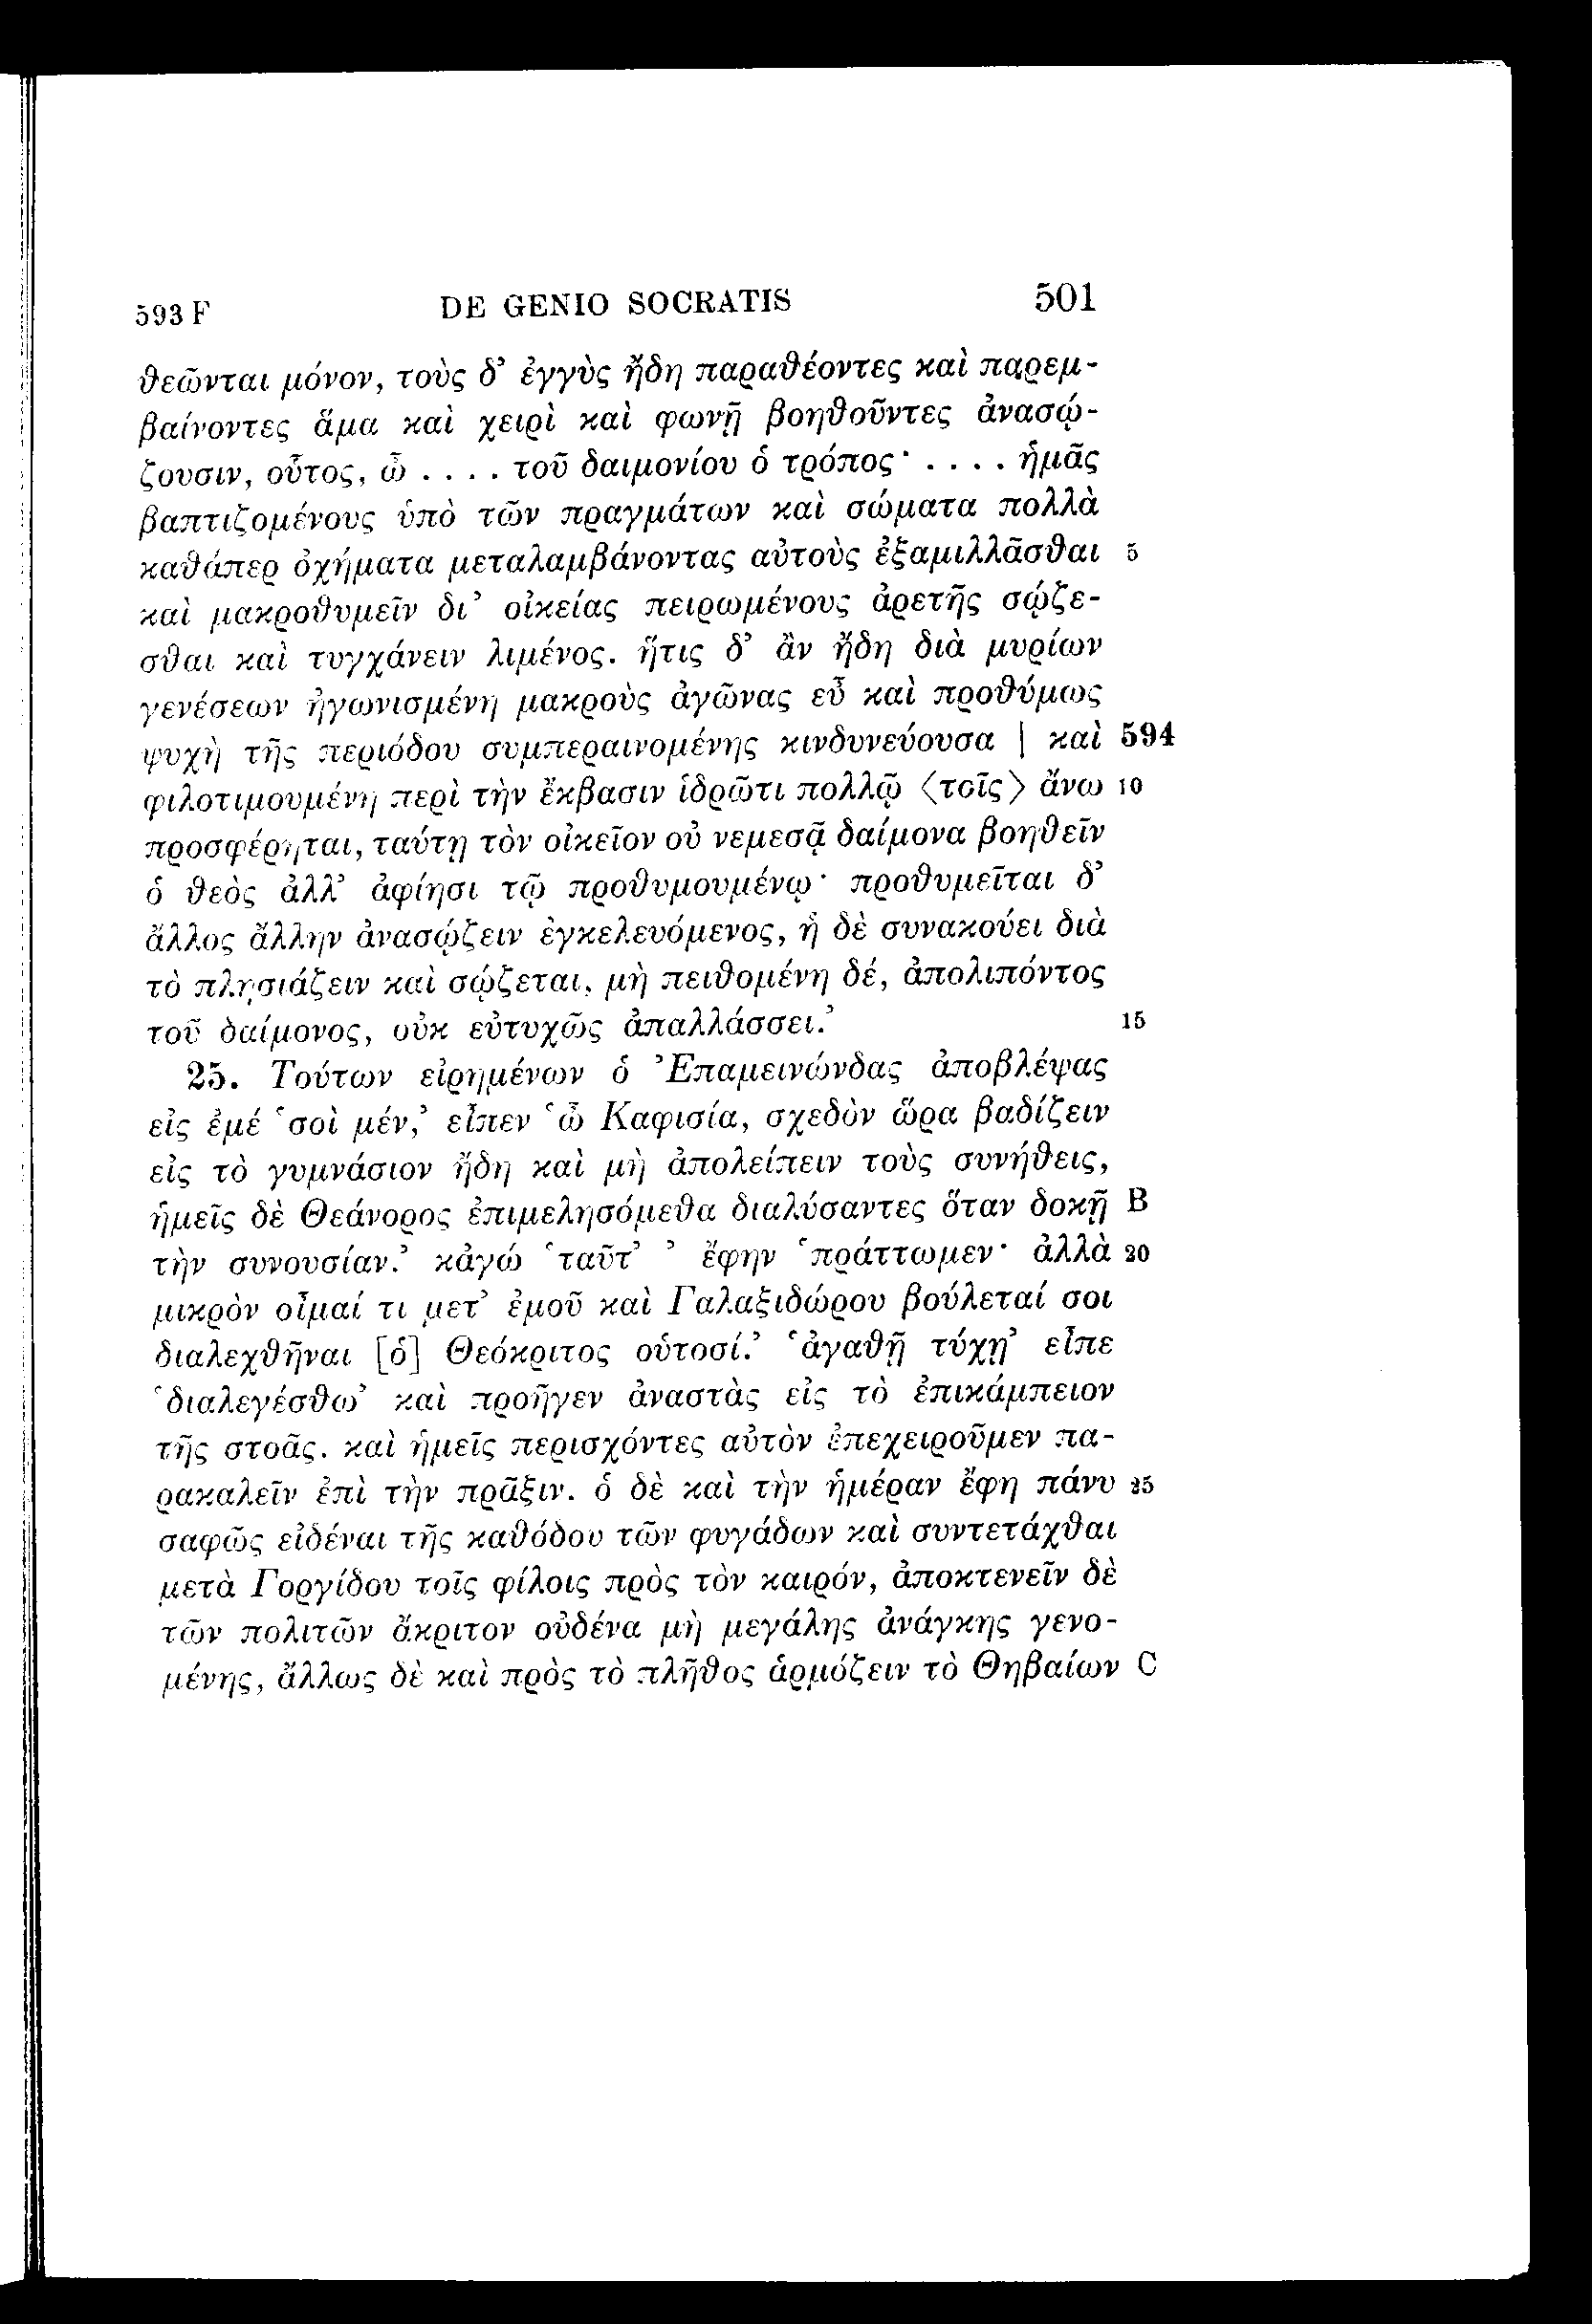 593 F DE GENIO SOCRATIS 501
θεῶνται μόνον, τοὺς δ’ ἐγγὺς ἤδη παραθέοντες καὶ παρεμ-
βαίνοντες ἅμα καὶ χειρὶ καὶ φωνῇ βοηθοῦντες ἀνασῴ-
ζουσιν, οὗτος, ὦ .... τοῦ δαιμονίου ὁ τρόπος· .... ἡμᾶς
βαπτιζομένους ὑπὸ τῶν πραγμάτων καὶ σώματα πολλὰ
καθάπερ ὀχήματα μεταλαμβάνοντας αὐτοὺς ἐξαμιλλᾶσθαι 5
καὶ μακροθυμεῖν δι’ οἰκείας πειρωμένους ἀρετῆς σῴζε-
σθαι καὶ τυγχάνειν λιμένος. ἥτις δ’ ἂν ἤδη διὰ μυρίων
γενέσεων ἠγωνισμένη μακροὺς ἀγῶνας εὖ καὶ προθύμως
ψυχὴ τῆς περιόδου συμπεραινομένης κινδυνεύουσα | καὶ 594
φιλοτιμουμένη περὶ τὴν ἔκβασιν ἱδρῶτι πολλῷ ⟨τοῖς⟩ ἄνω 10
προσφέρηται, ταύτῃ τὸν οἰκεῖον οὐ νεμεσᾷ δαίμονα βοηθεῖν
ὁ θεὸς ἀλλ’ ἀφίησι τῷ προθυμουμένῳ· προθυμεῖται δ’
ἄλλος ἄλλην ἀνασῴζειν ἐγκελευόμενος, ἡ δὲ συνακούει διὰ
τὸ πλησιάζειν καὶ σῴζεται, μὴ πειθομένη δέ, ἀπολιπόντος
τοῦ δαίμονος, οὐκ εὐτυχῶς ἀπαλλάσσει.’ 15
25. Τούτων εἰρημένων ὁ Ἐπαμεινώνδας ἀποβλέψας
εἰς ἐμέ ‘σοὶ μέν,’ εἶπεν ‘ὦ Καφισία, σχεδὸν ὥρα βαδίζειν
εἰς τὸ γυμνάσιον ἤδη καὶ μὴ ἀπολείπειν τοὺς συνήθεις,
ἡμεῖς δὲ Θεάνορος ἐπιμελησόμεθα διαλύσαντες ὅταν δοκῇ B
τὴν συνουσίαν.’ κἀγώ ‘ταῦτ’ ’ ἔφην ‘πράττωμεν· ἀλλὰ 20
μικρὸν οἶμαί τι μετ’ ἐμοῦ καὶ Γαλαξιδώρου βούλεταί σοι
διαλεχθῆναι [ὁ] Θεόκριτος οὑτοσί.’ ‘ἀγαθῇ τύχῃ’ εἶπε
‘διαλεγέσθω’ καὶ προῆγεν ἀναστὰς εἰς τὸ ἐπικάμπειον
τῆς στοᾶς. καὶ ἡμεῖς περισχόντες αὐτὸν ἐπεχειροῦμεν πα-
ρακαλεῖν ἐπὶ τὴν πρᾶξιν. ὁ δὲ καὶ τὴν ἡμέραν ἔφη πάνυ 25
σαφῶς εἰδέναι τῆς καθόδου τῶν φυγάδων καὶ συντετάχθαι
μετὰ Γοργίδου τοῖς φίλοις πρὸς τὸν καιρόν, ἀποκτενεῖν δὲ
τῶν πολιτῶν ἄκριτον οὐδένα μὴ μεγάλης ἀνάγκης γενο-
μένης, ἄλλως δὲ καὶ πρὸς τὸ πλῆθος ἁρμόζειν τὸ Θηβαίων C